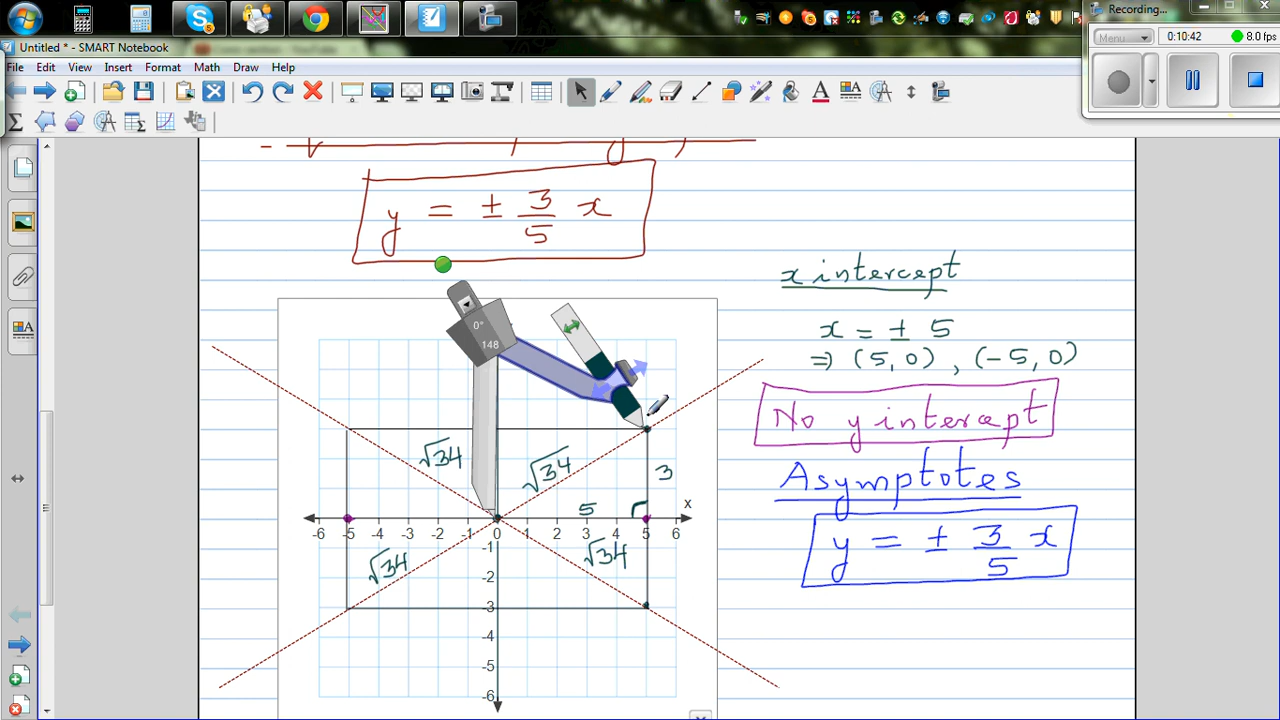 Recording...
Untitled * - SMART Notebook
Menu
0:10:42
8.0 fps
File Edit View Insert Format Math Draw Help
y = ± 3/5 x
x intercept
x = ± 5
⇒ (5, 0) , (-5, 0)
No y intercept
Asymptotes
y = ± 3/5 x
0°
148
√34
√34
3
5
x
-6 -5 -4 -3 -2 -1 0 1 2 3 4 5 6
-1
√34
√34
-2
-3
-4
-5
-6